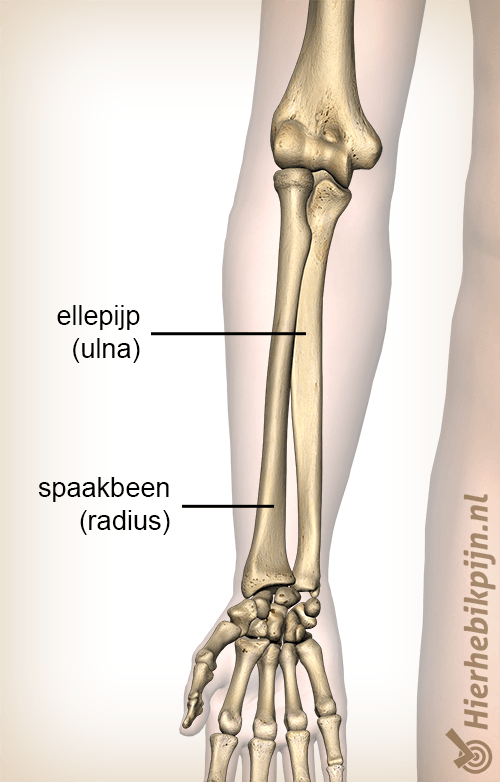 ellepijp
(ulna)
spaakbeen
(radius)
Hierhebikpijn.nl